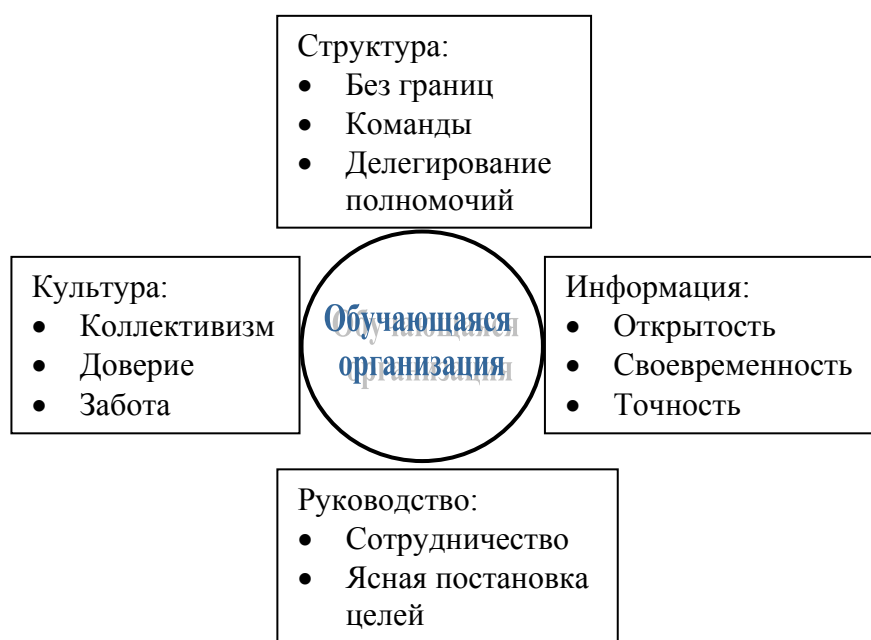 Структура:
• Без границ
• Команды
• Делегирование
полномочий
Культура:
• Коллективизм
• Доверие
• Забота
Обучающаяся
организация
Информация:
• Открытость
• Своевременность
• Точность
Руководство:
• Сотрудничество
• Ясная постановка
целей